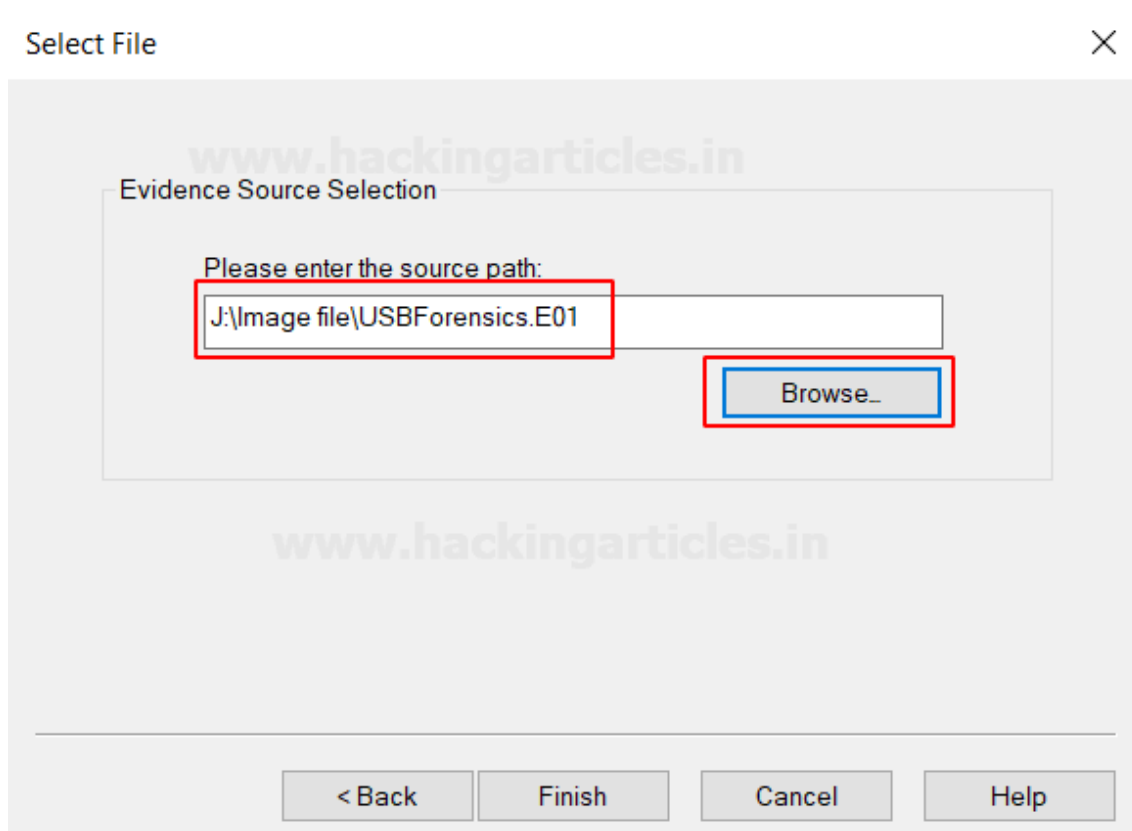 Select File
www.hackingarticles.in
Evidence Source Selection
Please enter the source path:
J:\Image file\USBForensics.E01
Browse...
www.hackingarticles.in
< Back Finish Cancel Help